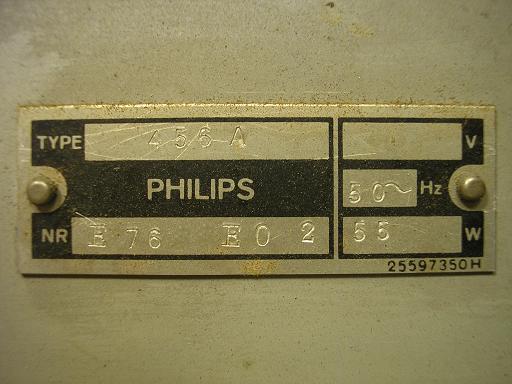 TYPE 456 A V
PHILIPS 50~ Hz
NR E 76 E0 2 55 W
25597350H